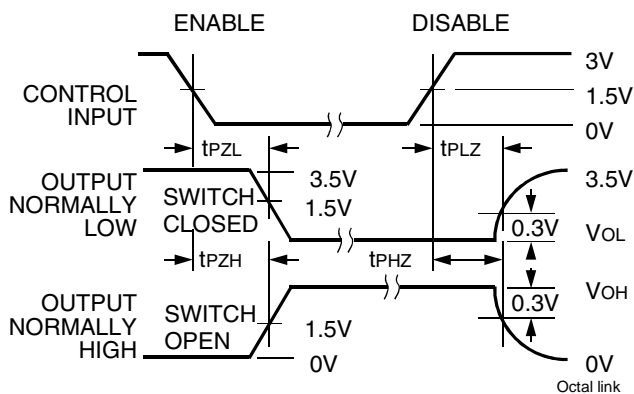 ENABLE
DISABLE
CONTROL
INPUT
3V
1.5V
0V
tPZL
tPLZ
OUTPUT
NORMALLY
LOW
SWITCH
CLOSED
3.5V
1.5V
3.5V
0.3V
VOL
tPZH
tPHZ
OUTPUT
NORMALLY
HIGH
SWITCH
OPEN
1.5V
0V
VOH
0.3V
0V
Octal link